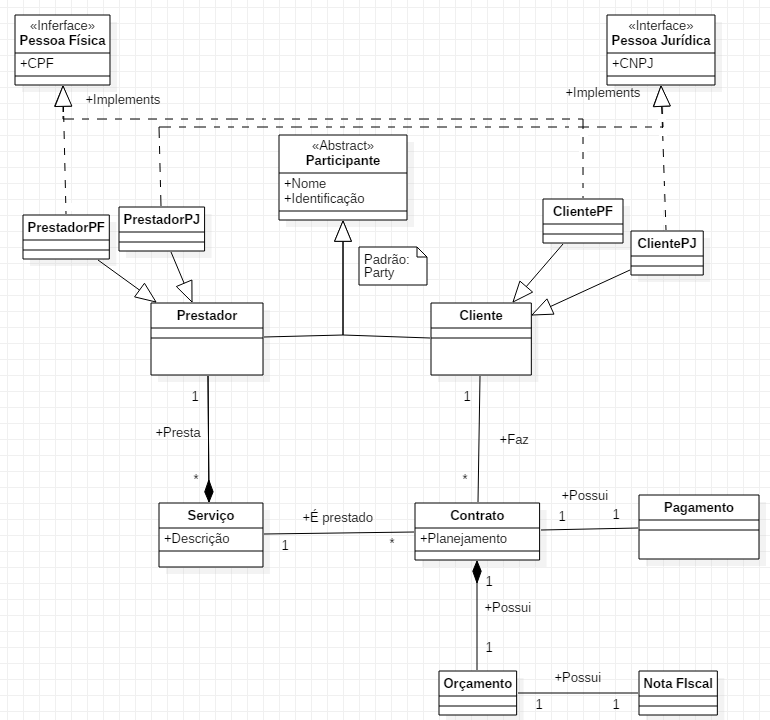 «Inferface»
Pessoa Física
+CPF
«Interface»
Pessoa Jurídica
+CNPJ
+Implements
+Implements
«Abstract»
Participante
+Nome
+Identificação
PrestadorPF
PrestadorPJ
ClientePF
ClientePJ
Padrão:
Party
Prestador
Cliente
1
1
+Presta
+Faz
*
*
Serviço
+Descrição
+É prestado
1
*
Contrato
+Planejamento
+Possui
1
1
Pagamento
1
+Possui
1
Orçamento
+Possui
1
1
Nota FIscal